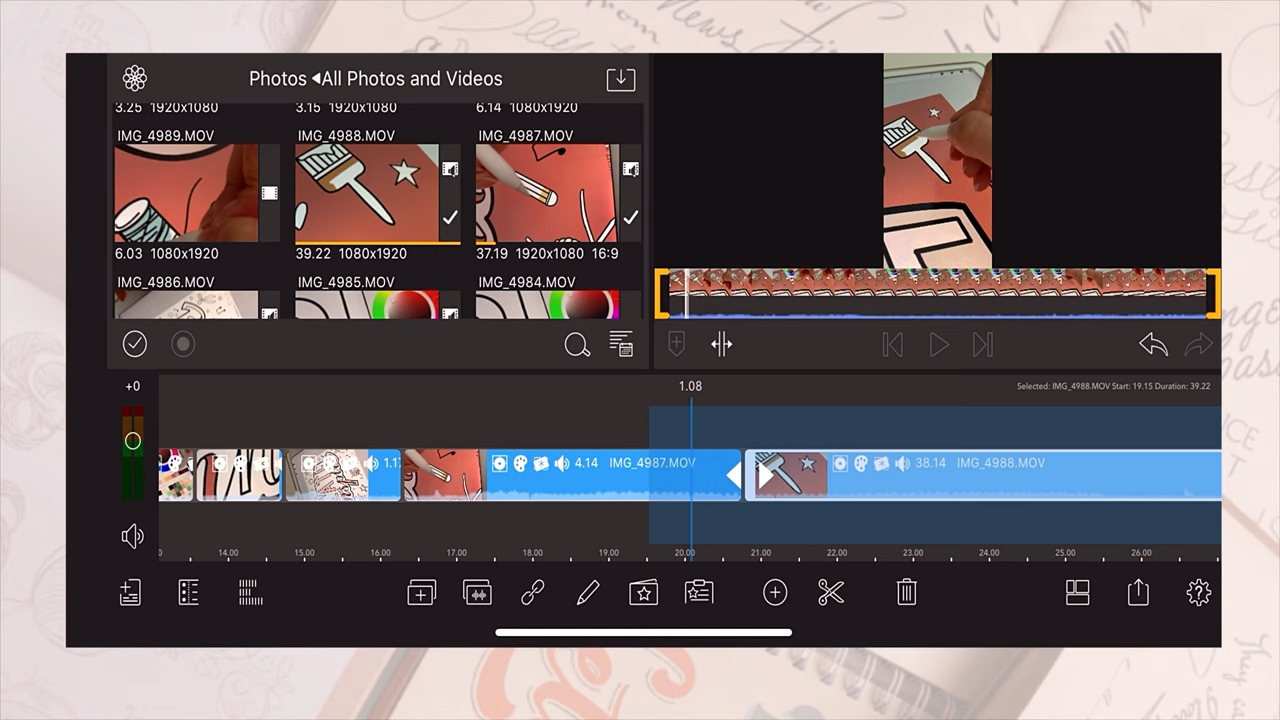 Photos ◀All Photos and Videos
3.25 1920x1080
3.15 1920x1080
6.14 1080x1920
IMG_4989.MOV
IMG_4988.MOV
IMG_4987.MOV
6.03 1080x1920
39.22 1080x1920
37.19 1920x1080 16:9
IMG_4986.MOV
IMG_4985.MOV
IMG_4984.MOV
+0
1.08
Selected: IMG_4988.MOV Start: 19.15 Duration: 39.22
4.14 IMG_4987.MOV
38.14 IMG_4988.MOV
14.00 15.00 16.00 17.00 18.00 19.00 20.00 21.00 22.00 23.00 24.00 25.00 26.00
from
News